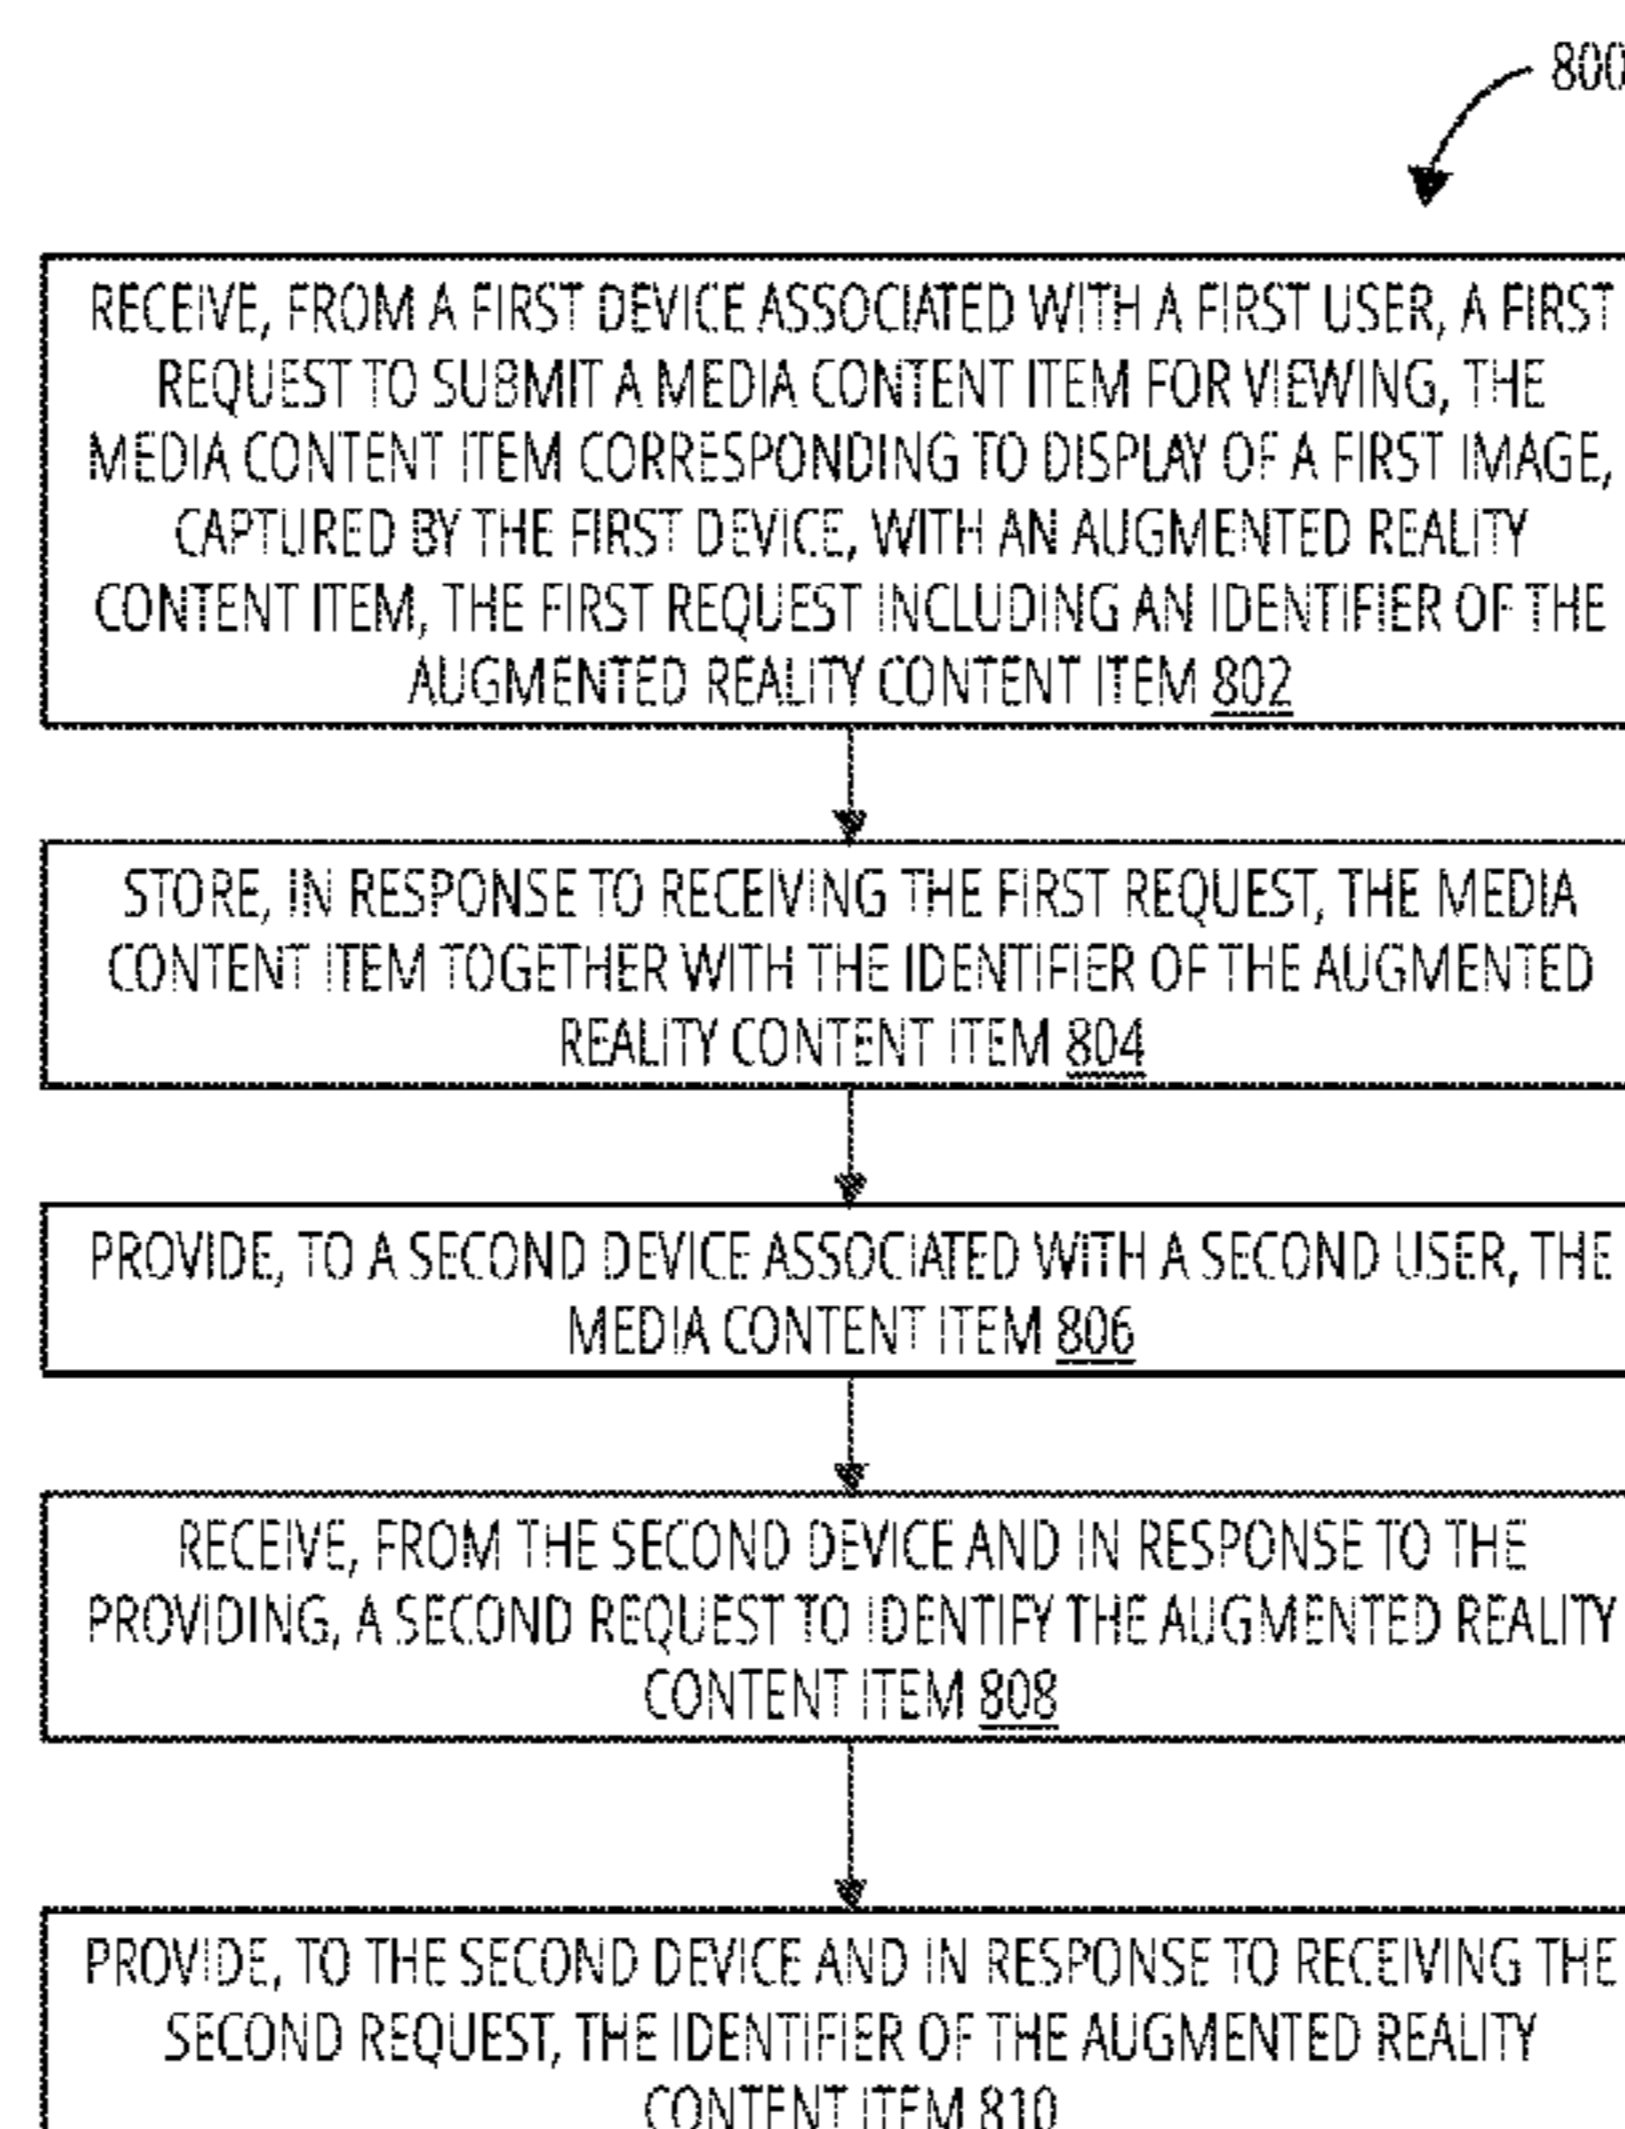 800
RECEIVE, FROM A FIRST DEVICE ASSOCIATED WITH A FIRST USER, A FIRST
REQUEST TO SUBMIT A MEDIA CONTENT ITEM FOR VIEWING, THE
MEDIA CONTENT ITEM CORRESPONDING TO DISPLAY OF A FIRST IMAGE,
CAPTURED BY THE FIRST DEVICE, WITH AN AUGMENTED REALITY
CONTENT ITEM, THE FIRST REQUEST INCLUDING AN IDENTIFIER OF THE
AUGMENTED REALITY CONTENT ITEM 802
STORE, IN RESPONSE TO RECEIVING THE FIRST REQUEST, THE MEDIA
CONTENT ITEM TOGETHER WITH THE IDENTIFIER OF THE AUGMENTED
REALITY CONTENT ITEM 804
PROVIDE, TO A SECOND DEVICE ASSOCIATED WITH A SECOND USER, THE
MEDIA CONTENT ITEM 806
RECEIVE, FROM THE SECOND DEVICE AND IN RESPONSE TO THE
PROVIDING, A SECOND REQUEST TO IDENTIFY THE AUGMENTED REALITY
CONTENT ITEM 808
PROVIDE, TO THE SECOND DEVICE AND IN RESPONSE TO RECEIVING THE
SECOND REQUEST, THE IDENTIFIER OF THE AUGMENTED REALITY
CONTENT ITEM 810